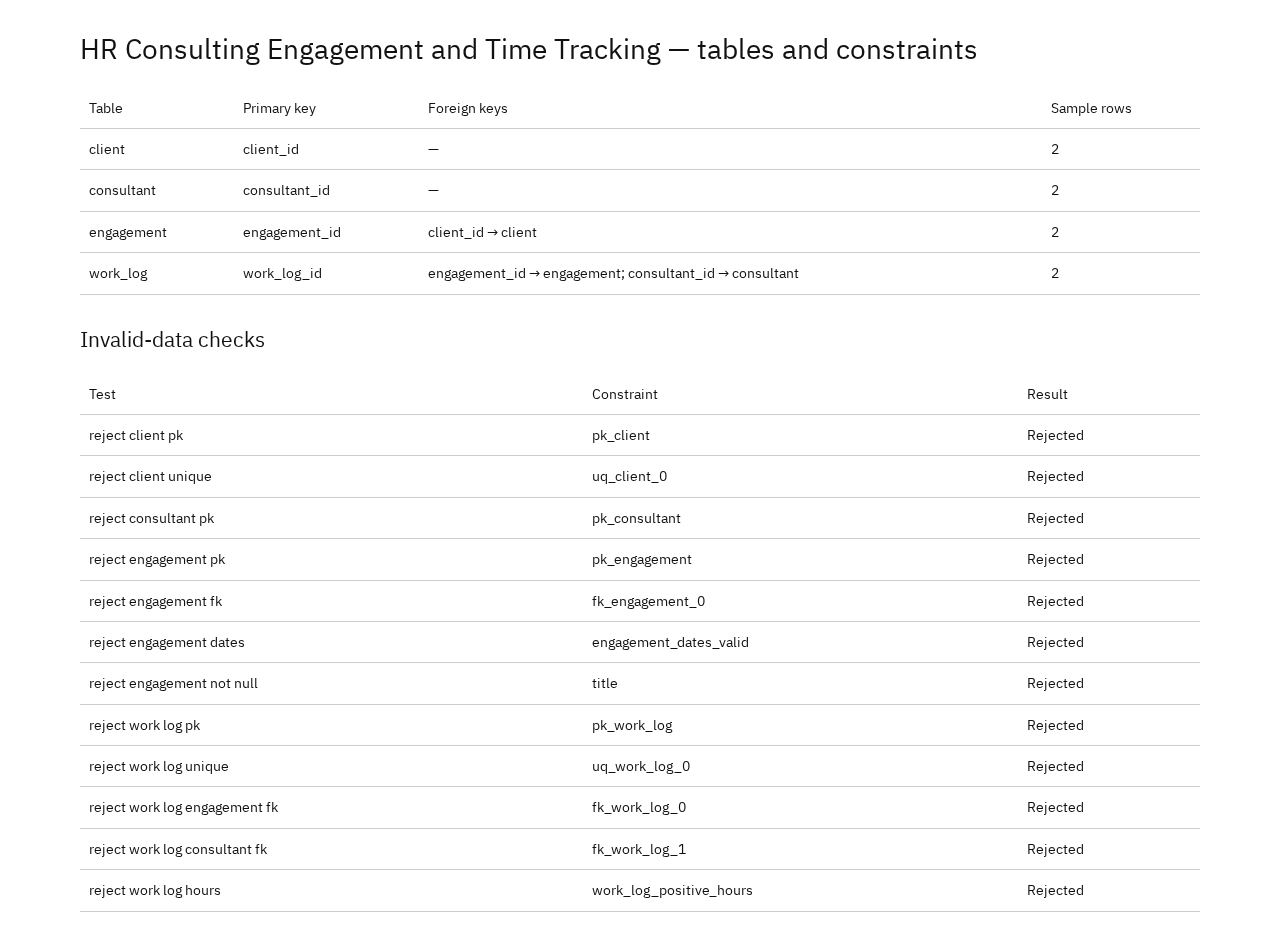 HR Consulting Engagement and Time Tracking — tables and constraints
Table Primary key Foreign keys Sample rows
client client_id — 2
consultant consultant_id — 2
engagement engagement_id client_id → client 2
work_log work_log_id engagement_id → engagement; consultant_id → consultant 2
Invalid-data checks
Test Constraint Result
reject client pk pk_client Rejected
reject client unique uq_client_0 Rejected
reject consultant pk pk_consultant Rejected
reject engagement pk pk_engagement Rejected
reject engagement fk fk_engagement_0 Rejected
reject engagement dates engagement_dates_valid Rejected
reject engagement not null title Rejected
reject work log pk pk_work_log Rejected
reject work log unique uq_work_log_0 Rejected
reject work log engagement fk fk_work_log_0 Rejected
reject work log consultant fk fk_work_log_1 Rejected
reject work log hours work_log_positive_hours Rejected